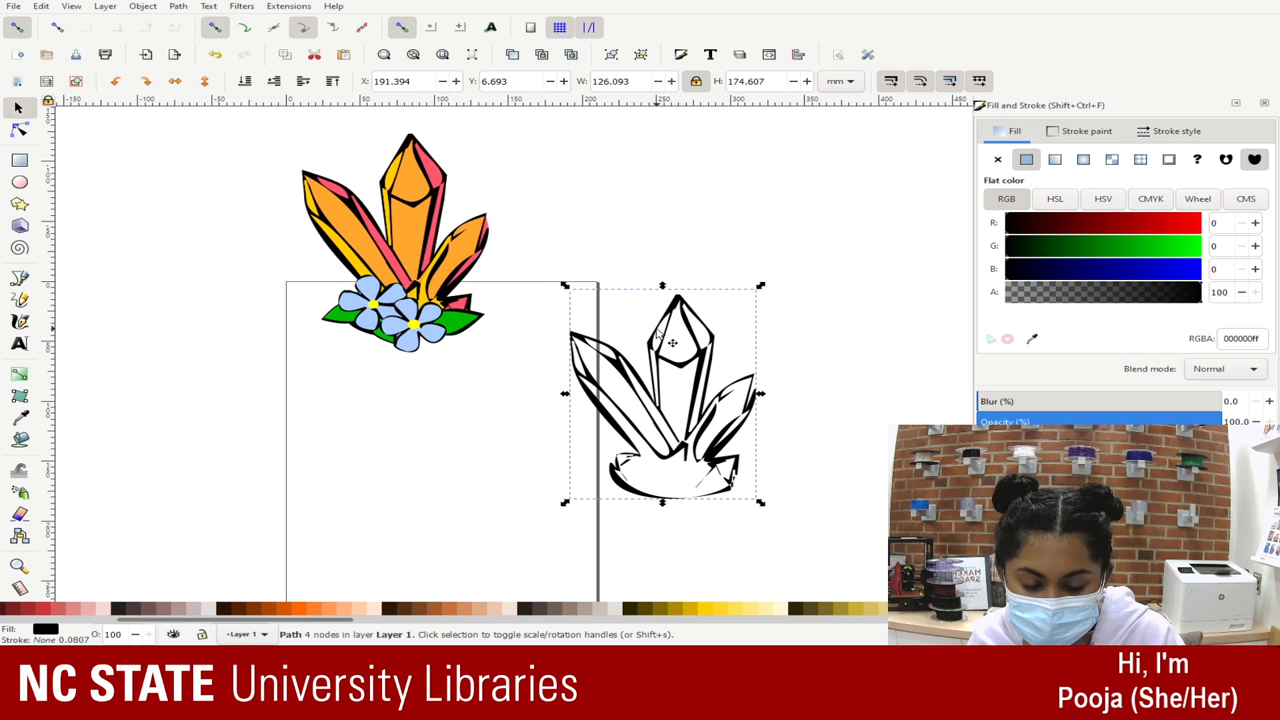 File Edit View Layer Object Path Text Filters Extensions Help
X: 191.394 Y: 6.693 W: 126.093 H: 174.607 mm
Fill and Stroke (Shift+Ctrl+F)
Fill Stroke paint Stroke style
Flat color
RGB HSL HSV CMYK Wheel CMS
R: 0
G: 0
B: 0
A: 100
RGBA: 000000ff
Blend mode: Normal
Blur (%) 0.0
Opacity (%) 100.0
Fill:
Stroke: None 0.0807
O: 100
Layer 1
Path 4 nodes in layer Layer 1. Click selection to toggle scale/rotation handles (or Shift+s).
NC STATE University Libraries
Hi, I'm
Pooja (She/Her)